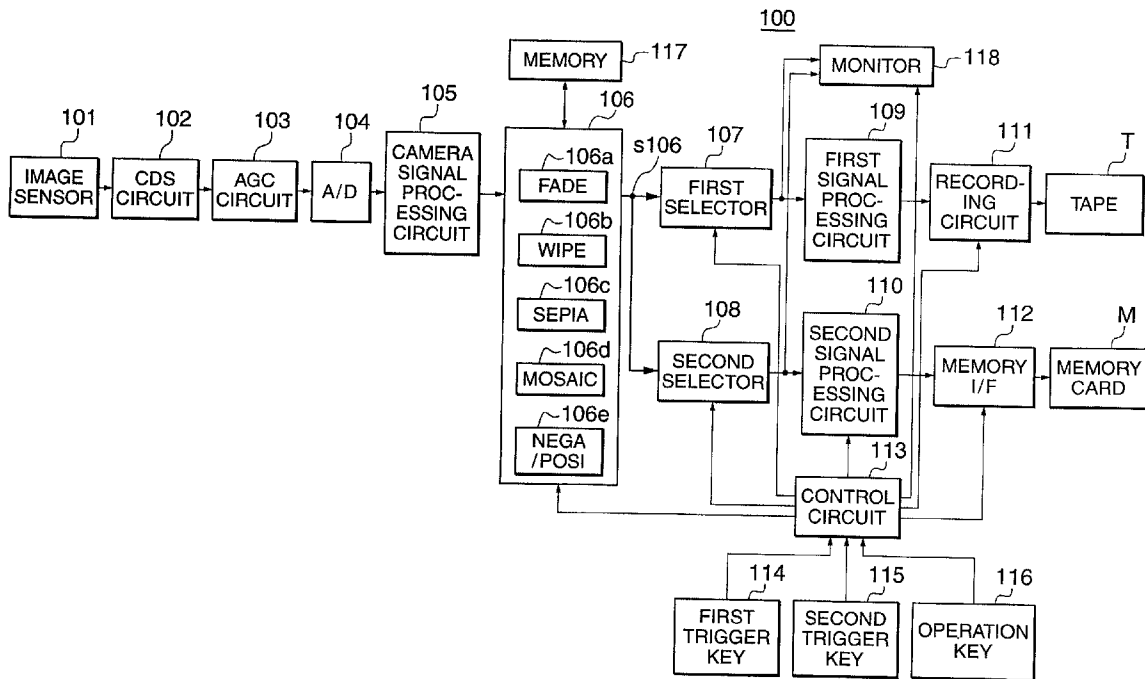 100
MEMORY
117
MONITOR
118
101
IMAGE
SENSOR
102
CDS
CIRCUIT
103
AGC
CIRCUIT
104
A/D
105
CAMERA
SIGNAL
PROC-
ESSING
CIRCUIT
106
106a
FADE
106b
WIPE
106c
SEPIA
106d
MOSAIC
106e
NEGA
/POSI
s106
107
FIRST
SELECTOR
108
SECOND
SELECTOR
109
FIRST
SIGNAL
PROC-
ESSING
CIRCUIT
110
SECOND
SIGNAL
PROC-
ESSING
CIRCUIT
111
RECORD-
ING
CIRCUIT
T
TAPE
112
MEMORY
I/F
M
MEMORY
CARD
113
CONTROL
CIRCUIT
114
FIRST
TRIGGER
KEY
115
SECOND
TRIGGER
KEY
116
OPERATION
KEY